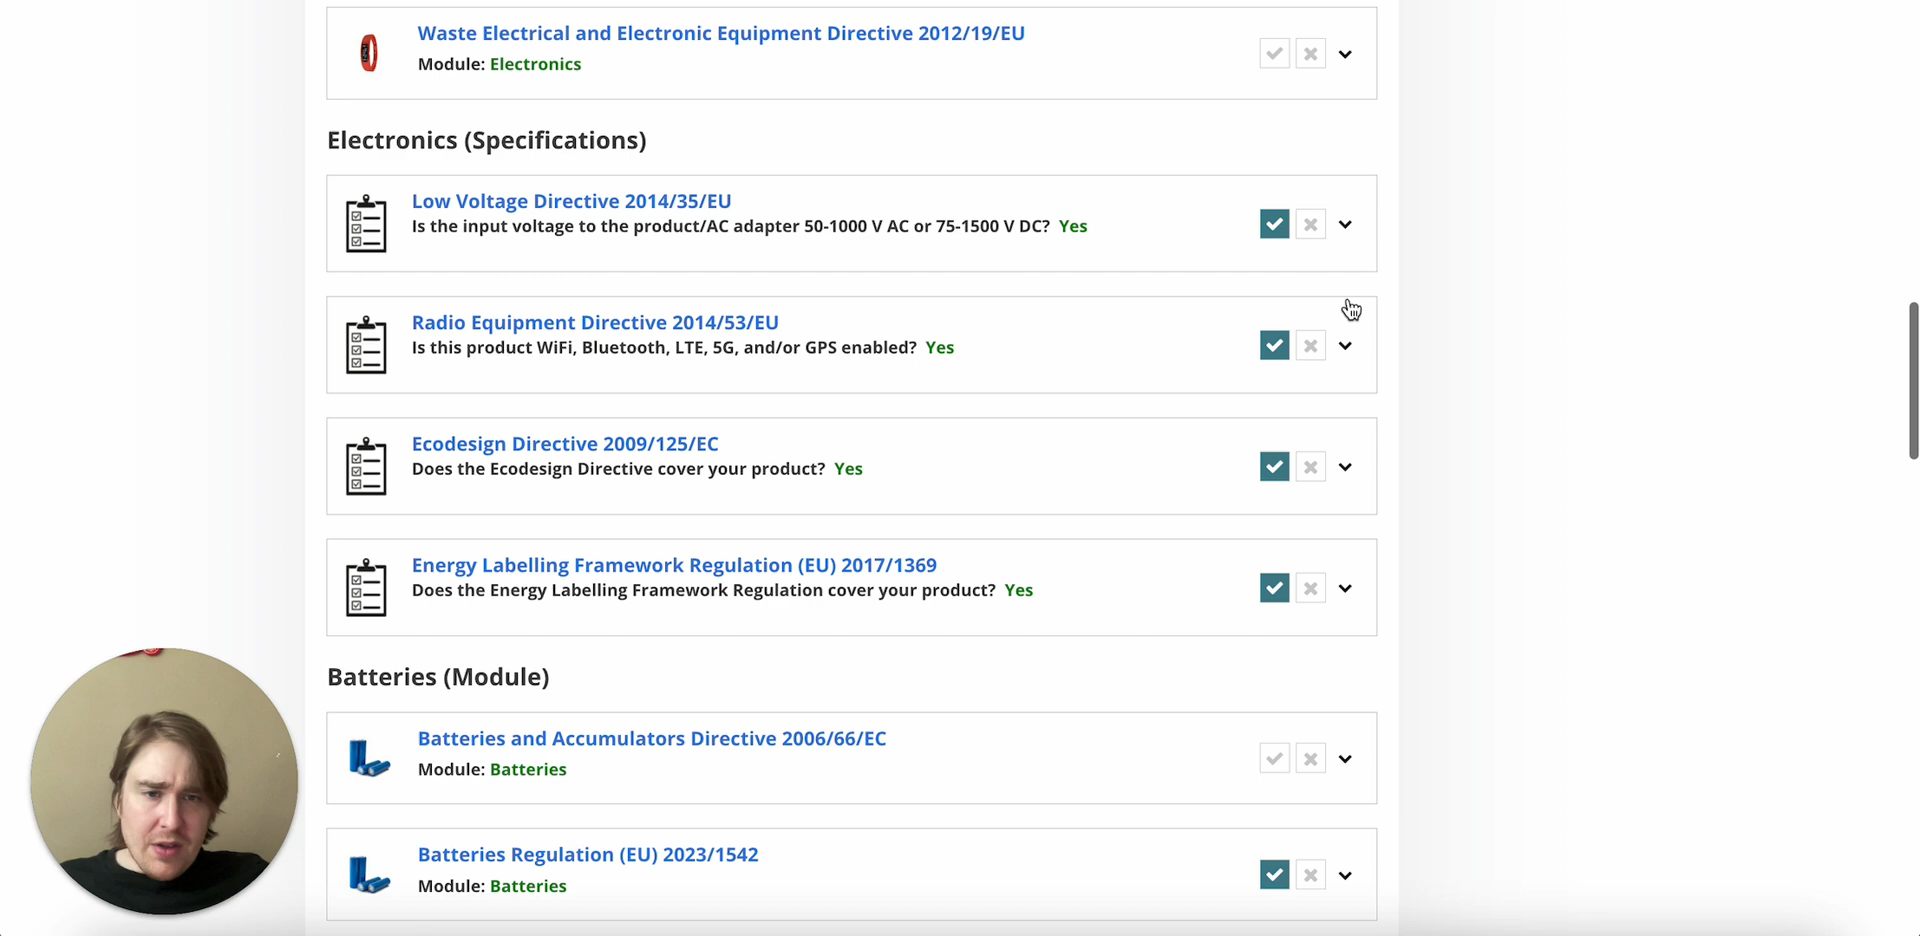 Waste Electrical and Electronic Equipment Directive 2012/19/EU
Module: Electronics
Electronics (Specifications)
Low Voltage Directive 2014/35/EU
Is the input voltage to the product/AC adapter 50-1000 V AC or 75-1500 V DC? Yes
Radio Equipment Directive 2014/53/EU
Is this product WiFi, Bluetooth, LTE, 5G, and/or GPS enabled? Yes
Ecodesign Directive 2009/125/EC
Does the Ecodesign Directive cover your product? Yes
Energy Labelling Framework Regulation (EU) 2017/1369
Does the Energy Labelling Framework Regulation cover your product? Yes
Batteries (Module)
Batteries and Accumulators Directive 2006/66/EC
Module: Batteries
Batteries Regulation (EU) 2023/1542
Module: Batteries